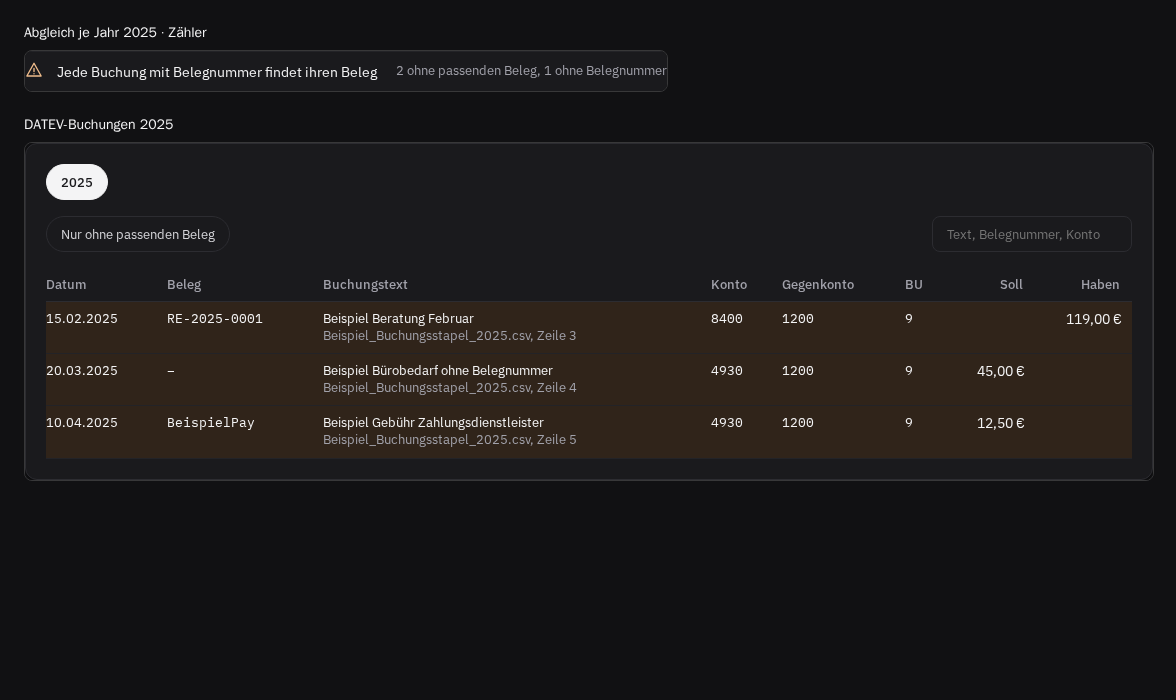 Abgleich je Jahr 2025 · Zähler
Jede Buchung mit Belegnummer findet ihren Beleg 2 ohne passenden Beleg, 1 ohne Belegnummer
DATEV-Buchungen 2025
2025
Nur ohne passenden Beleg Text, Belegnummer, Konto
Datum Beleg Buchungstext Konto Gegenkonto BU Soll Haben
15.02.2025 RE-2025-0001 Beispiel Beratung Februar 8400 1200 9 119,00 €
Beispiel_Buchungsstapel_2025.csv, Zeile 3
20.03.2025 – Beispiel Bürobedarf ohne Belegnummer 4930 1200 9 45,00 €
Beispiel_Buchungsstapel_2025.csv, Zeile 4
10.04.2025 BeispielPay Beispiel Gebühr Zahlungsdienstleister 4930 1200 9 12,50 €
Beispiel_Buchungsstapel_2025.csv, Zeile 5